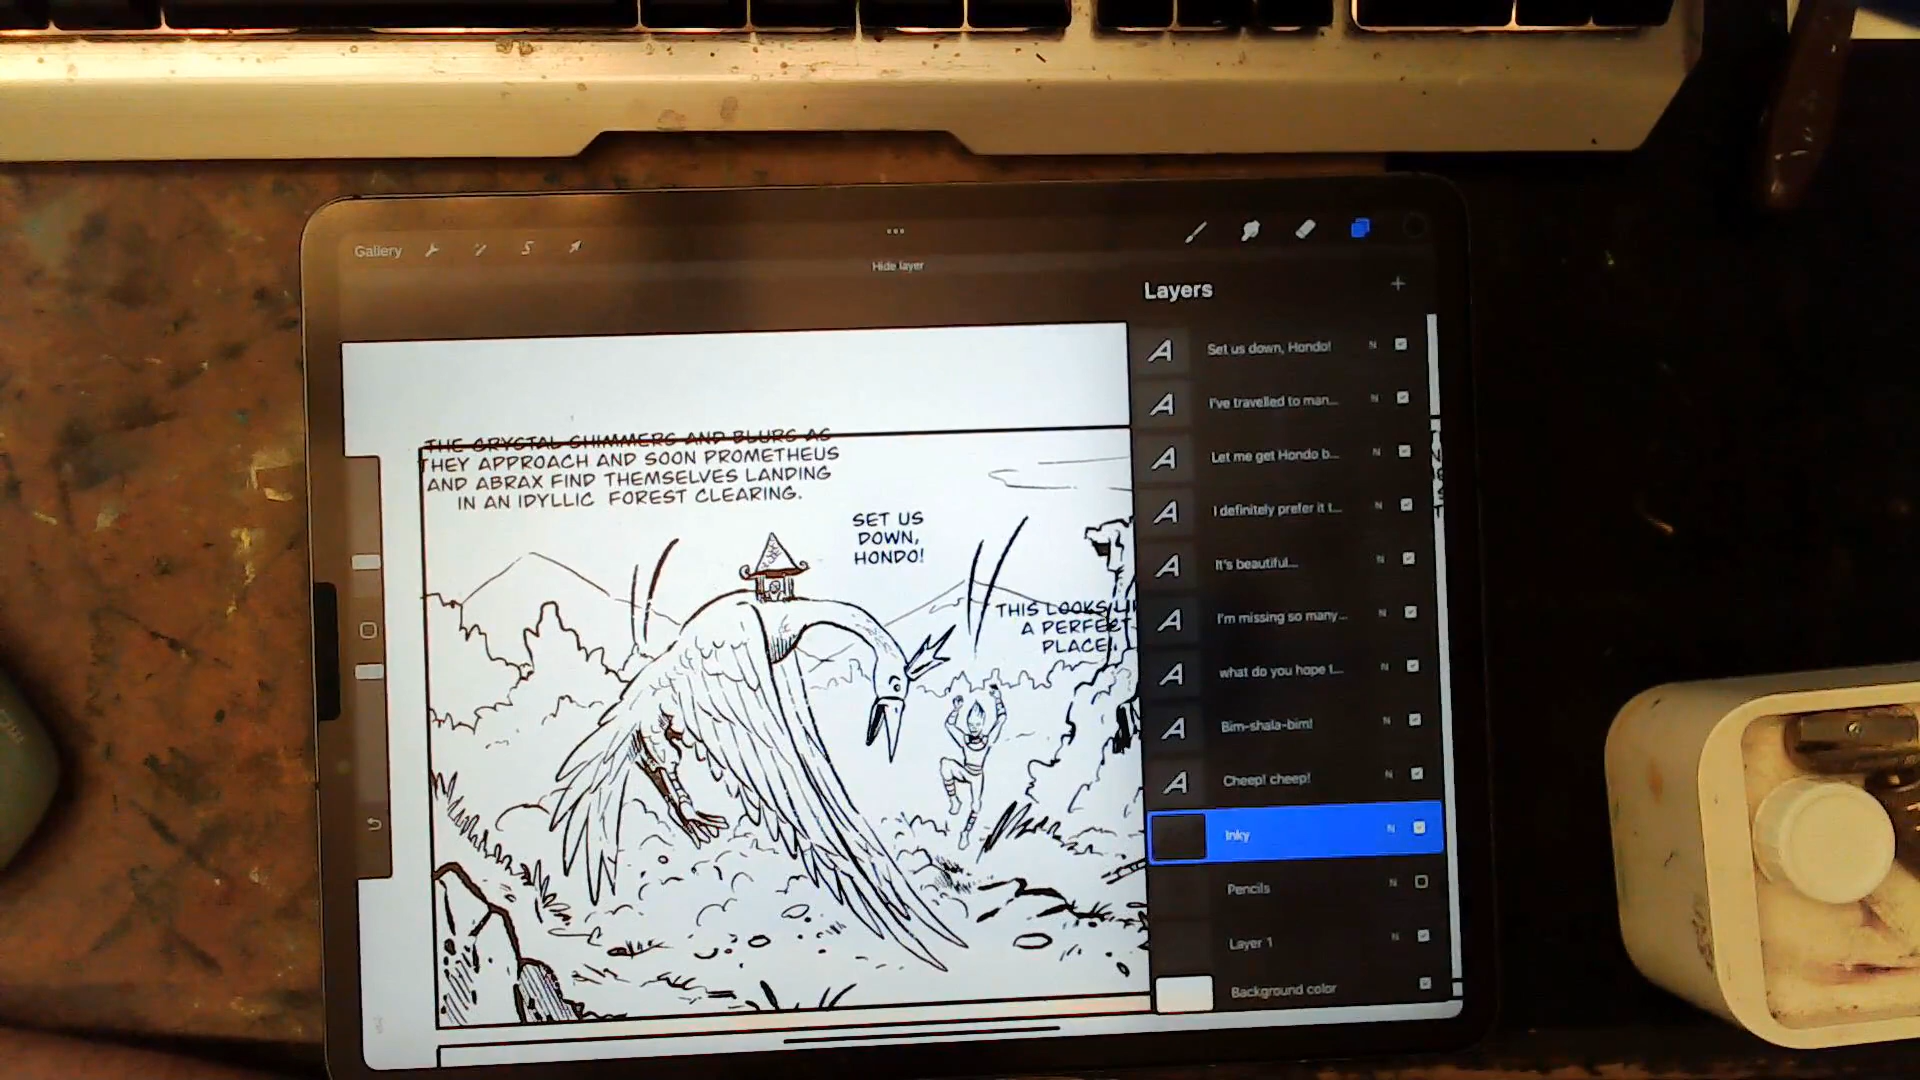 Gallery
Hide layer
Layers
THE CRYSTAL SHIMMERS AND BLURS AS
THEY APPROACH AND SOON PROMETHEUS
AND ABRAX FIND THEMSELVES LANDING
IN AN IDYLLIC FOREST CLEARING.
SET US
DOWN,
HONDO!
THIS LOOKS LI
A PERFECT
PLACE.
Set us down, Hondo! N
I've travelled to man... N
Let me get Hondo b... N
I definitely prefer it t... N
It's beautiful... N
I'm missing so many... N
what do you hope t... N
Bim-shala-bim! N
Cheep! cheep! N
Inky N
Pencils N
Layer 1 N
Background color